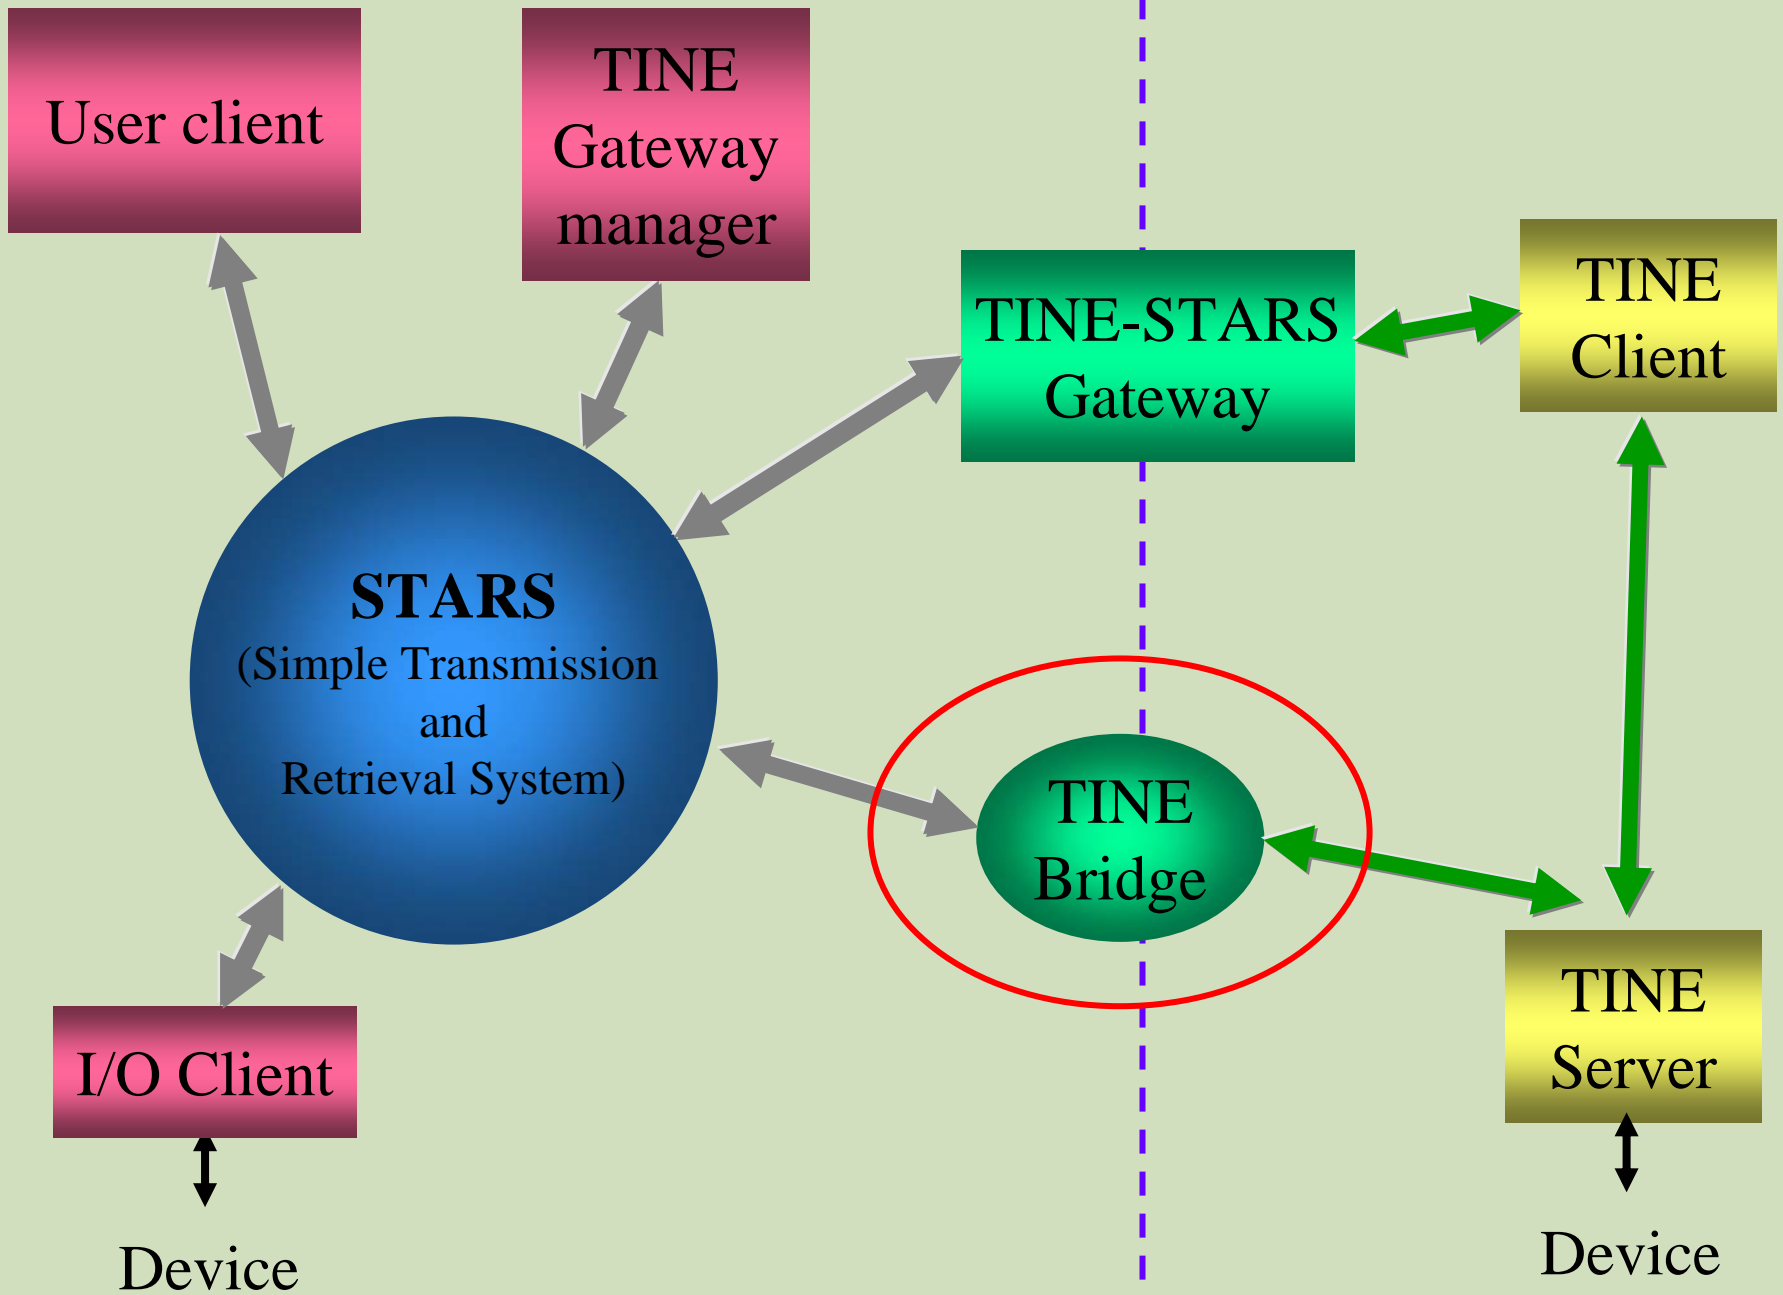 User client
TINE
Gateway
manager
TINE-STARS
Gateway
TINE
Client
STARS
(Simple Transmission
and
Retrieval System)
TINE
Bridge
I/O Client
TINE
Server
Device
Device